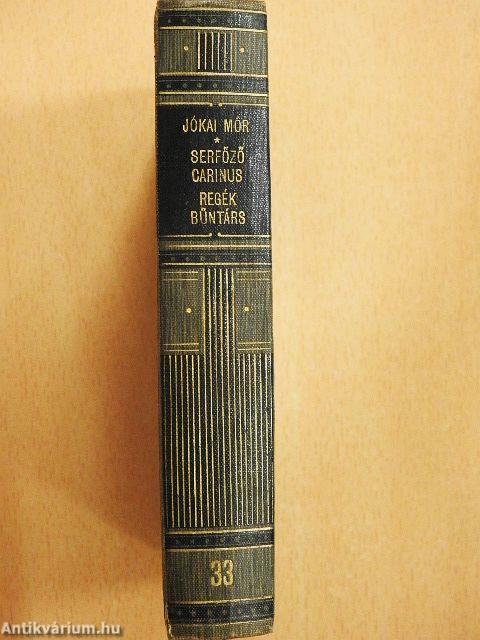 JÓKAI MÓR
*
SERFŐZŐ
CARINUS
REGÉK
BŰNTÁRS
33
Antikvárium.hu